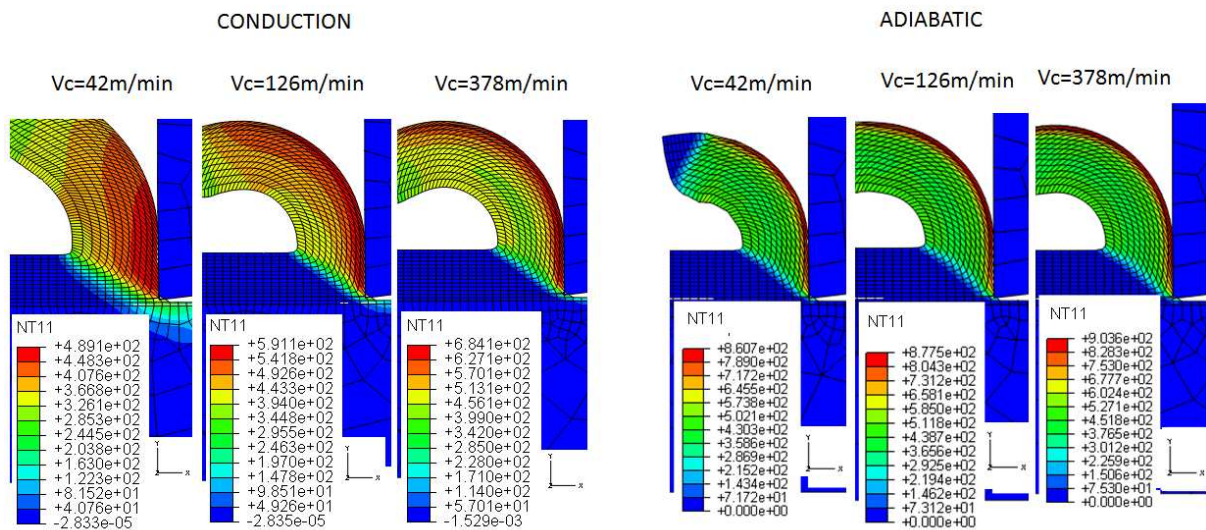 CONDUCTION
Vc=42m/min
Vc=126m/min
Vc=378m/min
NT11
+4.891e+02
+4.483e+02
+4.076e+02
+3.668e+02
+3.261e+02
+2.853e+02
+2.445e+02
+2.038e+02
+1.630e+02
+1.223e+02
+8.152e+01
+4.076e+01
-2.833e-05
Y
Z
X
NT11
+5.911e+02
+5.418e+02
+4.926e+02
+4.433e+02
+3.940e+02
+3.448e+02
+2.955e+02
+2.463e+02
+1.970e+02
+1.478e+02
+9.851e+01
+4.926e+01
-2.835e-05
Y
Z
X
NT11
+6.841e+02
+6.271e+02
+5.701e+02
+5.131e+02
+4.561e+02
+3.990e+02
+3.420e+02
+2.850e+02
+2.280e+02
+1.710e+02
+1.140e+02
+5.701e+01
-1.529e-03
Y
Z
X
ADIABATIC
Vc=42m/min
Vc=126m/min
Vc=378m/min
NT11
+8.607e+02
+7.890e+02
+7.172e+02
+6.455e+02
+5.738e+02
+5.021e+02
+4.303e+02
+3.586e+02
+2.869e+02
+2.152e+02
+1.434e+02
+7.172e+01
+0.000e+00
Y
Z
X
NT11
+8.775e+02
+8.043e+02
+7.312e+02
+6.581e+02
+5.850e+02
+5.118e+02
+4.387e+02
+3.656e+02
+2.925e+02
+2.194e+02
+1.462e+02
+7.312e+01
+0.000e+00
Y
Z
X
NT11
+9.036e+02
+8.283e+02
+7.530e+02
+6.777e+02
+6.024e+02
+5.271e+02
+4.518e+02
+3.765e+02
+3.012e+02
+2.259e+02
+1.506e+02
+7.530e+01
+0.000e+00
Y
Z
X